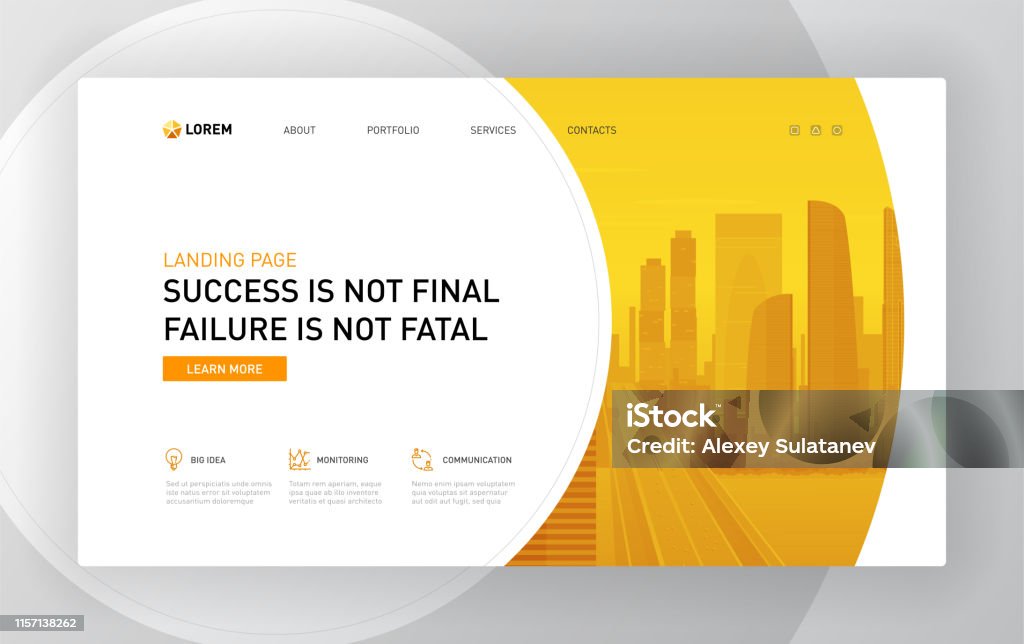 LOREM
ABOUT
PORTFOLIO
SERVICES
CONTACTS
LANDING PAGE
SUCCESS IS NOT FINAL
FAILURE IS NOT FATAL
LEARN MORE
BIG IDEA
Sed ut perspiciatis unde omnis
iste natus error sit voluptatem
accusantium doloremque
MONITORING
Totam rem aperiam, eaque
ipsa quae ab illo inventore
veritatis et quasi architecto
COMMUNICATION
Nemo enim ipsam voluptatem
quia voluptas sit aspernatur
aut odit aut fugit, sed quia
iStock™
Credit: Alexey Sulatanev
1157138262